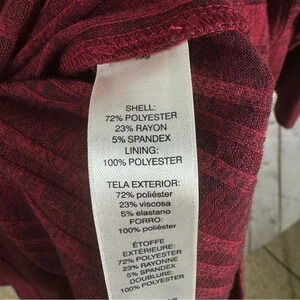 SHELL:
72% POLYESTER
23% RAYON
5% SPANDEX
LINING:
100% POLYESTER
TELA EXTERIOR:
72% poliéster
23% viscosa
5% elastano
FORRO:
100% poliéster
ÉTOFFE
EXTÉRIEURE:
72% POLYESTER
23% RAYONNE
5% SPANDEX
DOUBLURE:
100% POLYESTER